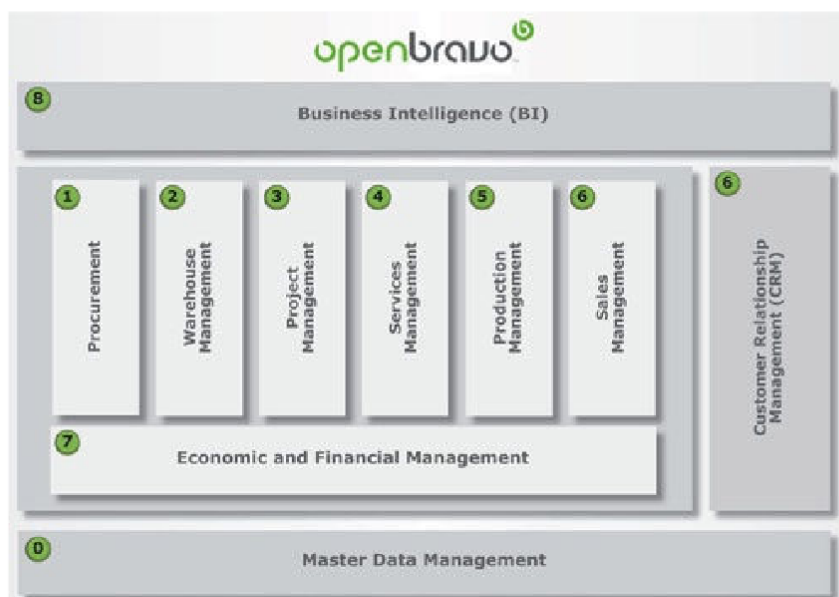 openbravo
8
Business Intelligence (BI)
1
Procurement
2
Warehouse
Management
3
Project
Management
4
Services
Management
5
Production
Management
6
Sales
Management
6
Customer Relationship
Management (CRM)
7
Economic and Financial Management
0
Master Data Management